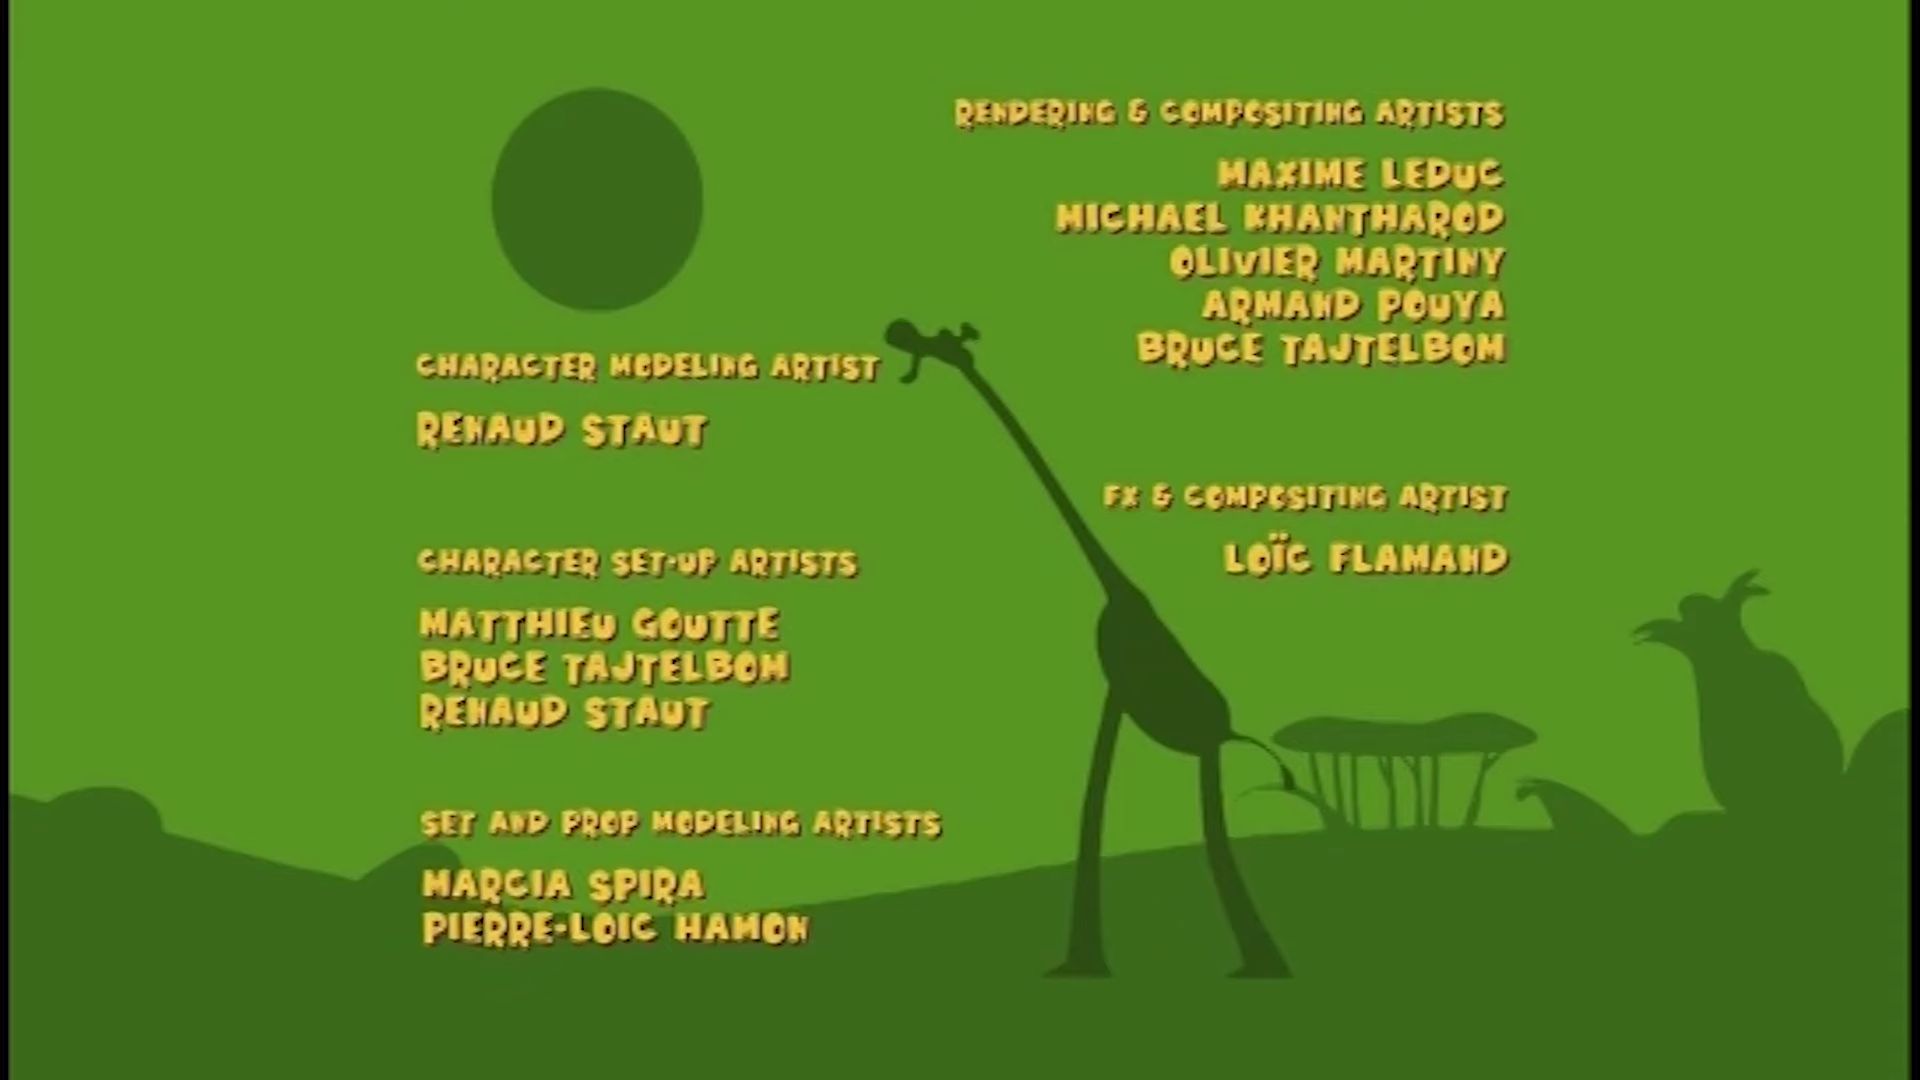 CHARACTER MODELING ARTIST
RENAUD STAUT
CHARACTER SET-UP ARTISTS
MATTHIEU GOUTTE
BRUCE TAJTELBOM
RENAUD STAUT
SET AND PROP MODELING ARTISTS
MARCIA SPIRA
PIERRE-LOIC HAMON
RENDERING & COMPOSITING ARTISTS
MAXIME LEDUC
MICHAEL KHANTHAROD
OLIVIER MARTINY
ARMAND POUYA
BRUCE TAJTELBOM
FX & COMPOSITING ARTIST
LOÏC FLAMAND